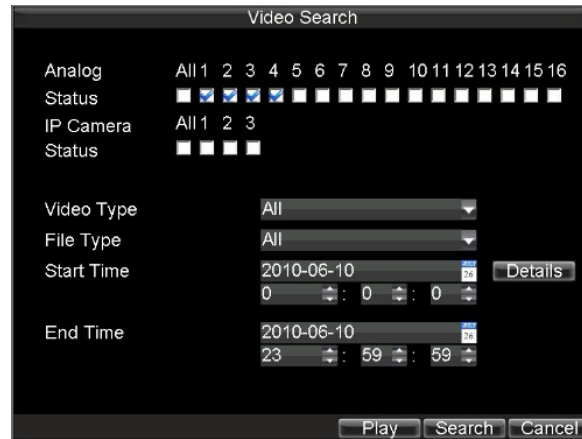 Video Search
Analog All 1 2 3 4 5 6 7 8 9 10 11 12 13 14 15 16
Status
IP Camera All 1 2 3
Status
Video Type All
File Type All
Start Time 2010-06-10 26 Details
0 : 0 : 0
End Time 2010-06-10 26
23 : 59 : 59
Play Search Cancel